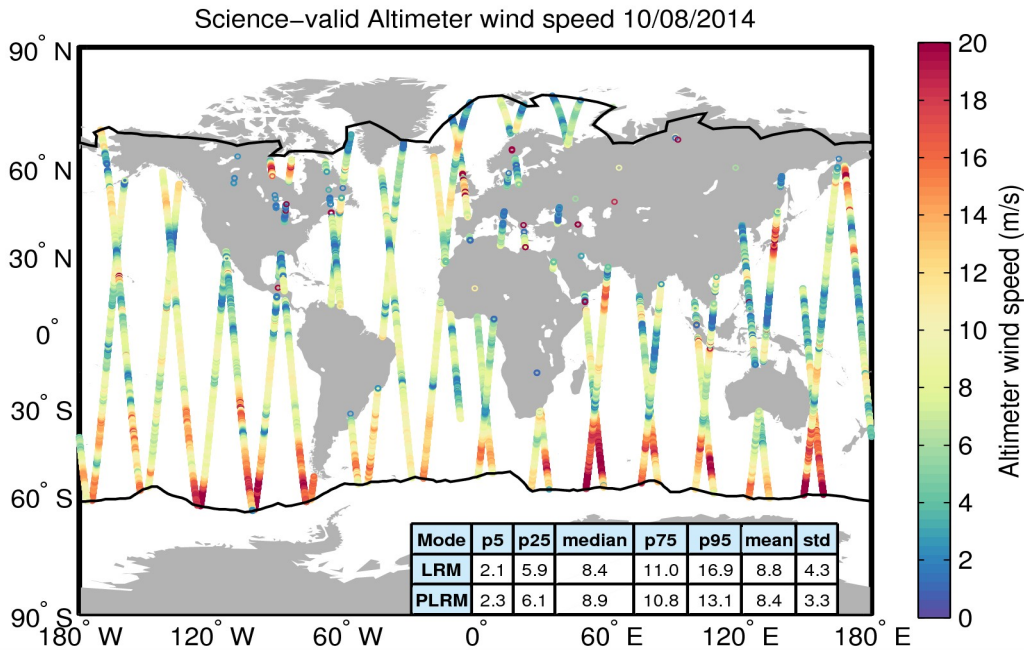 Science−valid Altimeter wind speed 10/08/2014
90° N
60° N
30° N
0°
30° S
60° S
90° S
180° W
120° W
60° W
0°
60° E
120° E
180° E
Mode p5 p25 median p75 p95 mean std
LRM 2.1 5.9 8.4 11.0 16.9 8.8 4.3
PLRM 2.3 6.1 8.9 10.8 13.1 8.4 3.3
20
18
16
14
12
10
8
6
4
2
0
Altimeter wind speed (m/s)